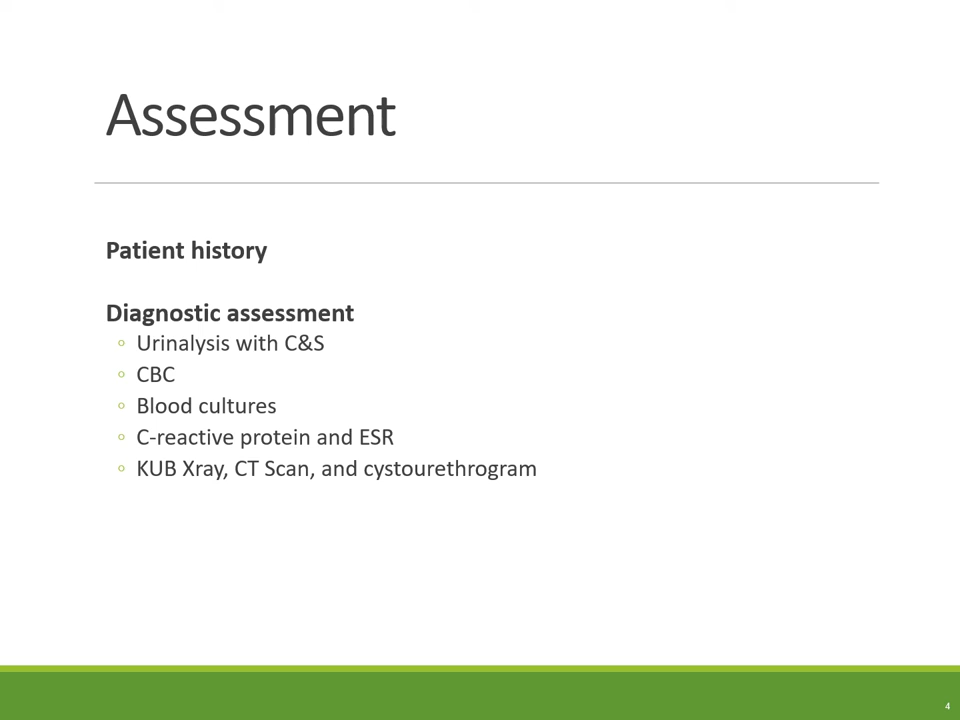 Assessment
Patient history
Diagnostic assessment
◦ Urinalysis with C&S
◦ CBC
◦ Blood cultures
◦ C-reactive protein and ESR
◦ KUB Xray, CT Scan, and cystourethrogram
4